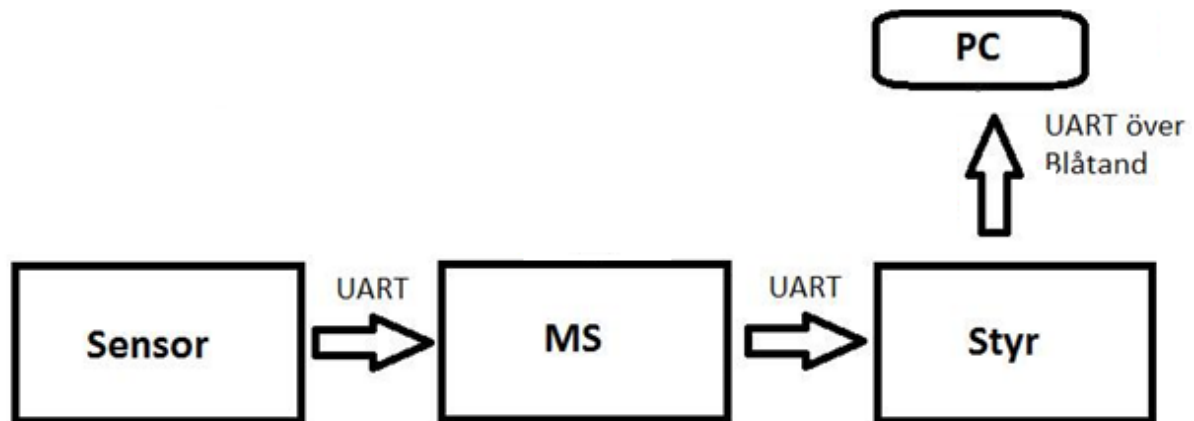 PC
UART över
Blåtand
UART
UART
Sensor
MS
Styr